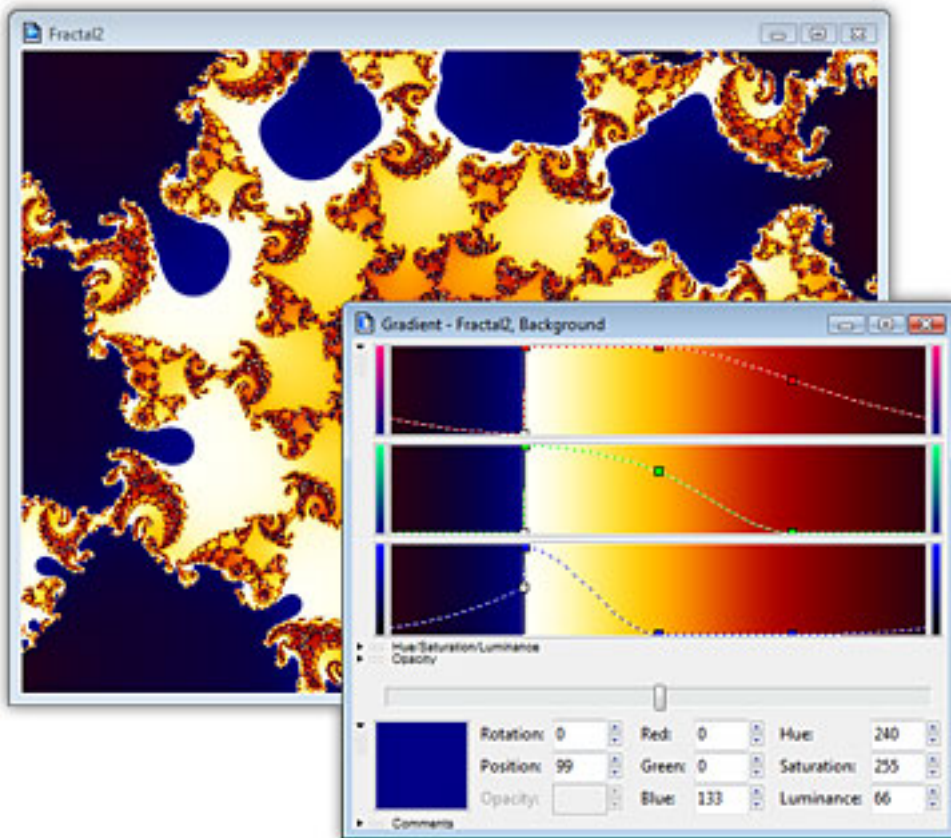 Fractal2
Gradient - Fractal2, Background
Hue/Saturation/Luminance
Opacity
Rotation: 0 Red: 0 Hue: 240
Position: 99 Green: 0 Saturation: 255
Opacity: Blue: 133 Luminance: 66
Comments